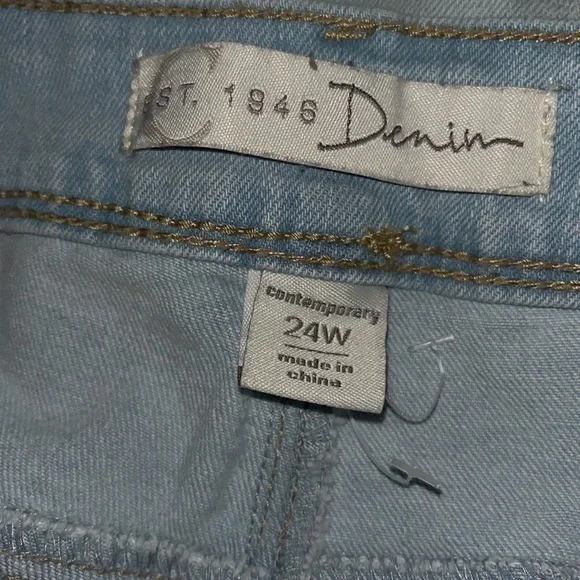 EST. 1946 Denim
contemporary
24W
made in
china